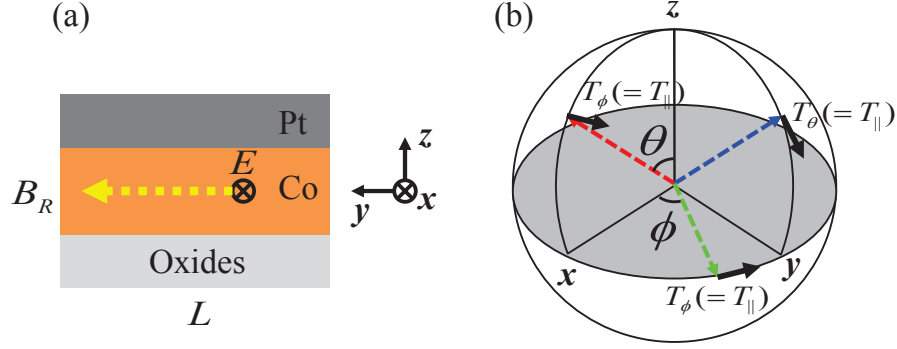 (a)
Pt
E
Co
B_R
Oxides
L
z
y
x
(b)
z
T_ϕ(=T_∥)
T_θ(=T_∥)
θ
ϕ
x
y
T_ϕ(=T_∥)